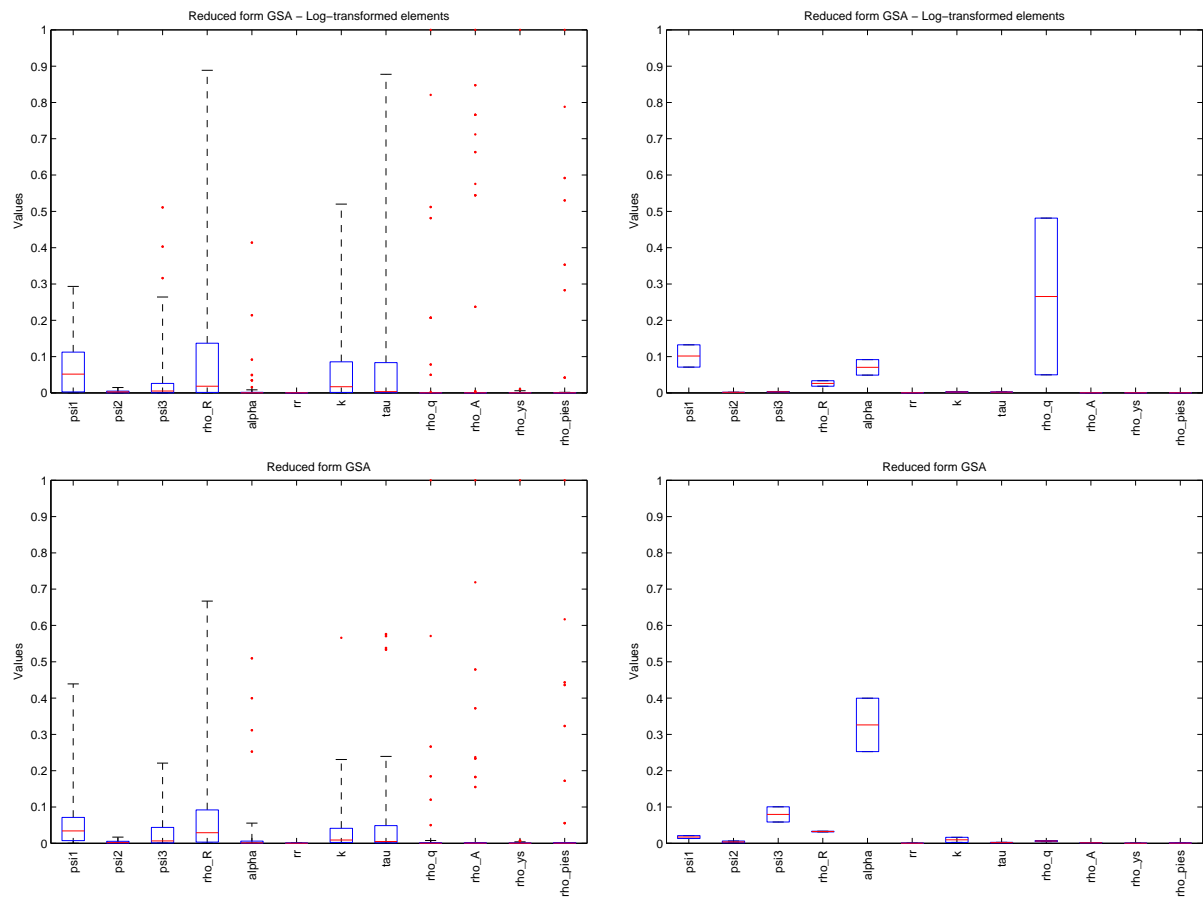 Reduced form GSA − Log−transformed elements
1
0.9
0.8
0.7
0.6
0.5
0.4
0.3
0.2
0.1
0
Values
psi1
psi2
psi3
rho_R
alpha
rr
k
tau
rho_q
rho_A
rho_ys
rho_pies
Reduced form GSA − Log−transformed elements
1
0.9
0.8
0.7
0.6
0.5
0.4
0.3
0.2
0.1
0
Values
psi1
psi2
psi3
rho_R
alpha
rr
k
tau
rho_q
rho_A
rho_ys
rho_pies
Reduced form GSA
1
0.9
0.8
0.7
0.6
0.5
0.4
0.3
0.2
0.1
0
Values
psi1
psi2
psi3
rho_R
alpha
rr
k
tau
rho_q
rho_A
rho_ys
rho_pies
Reduced form GSA
1
0.9
0.8
0.7
0.6
0.5
0.4
0.3
0.2
0.1
0
Values
psi1
psi2
psi3
rho_R
alpha
rr
k
tau
rho_q
rho_A
rho_ys
rho_pies